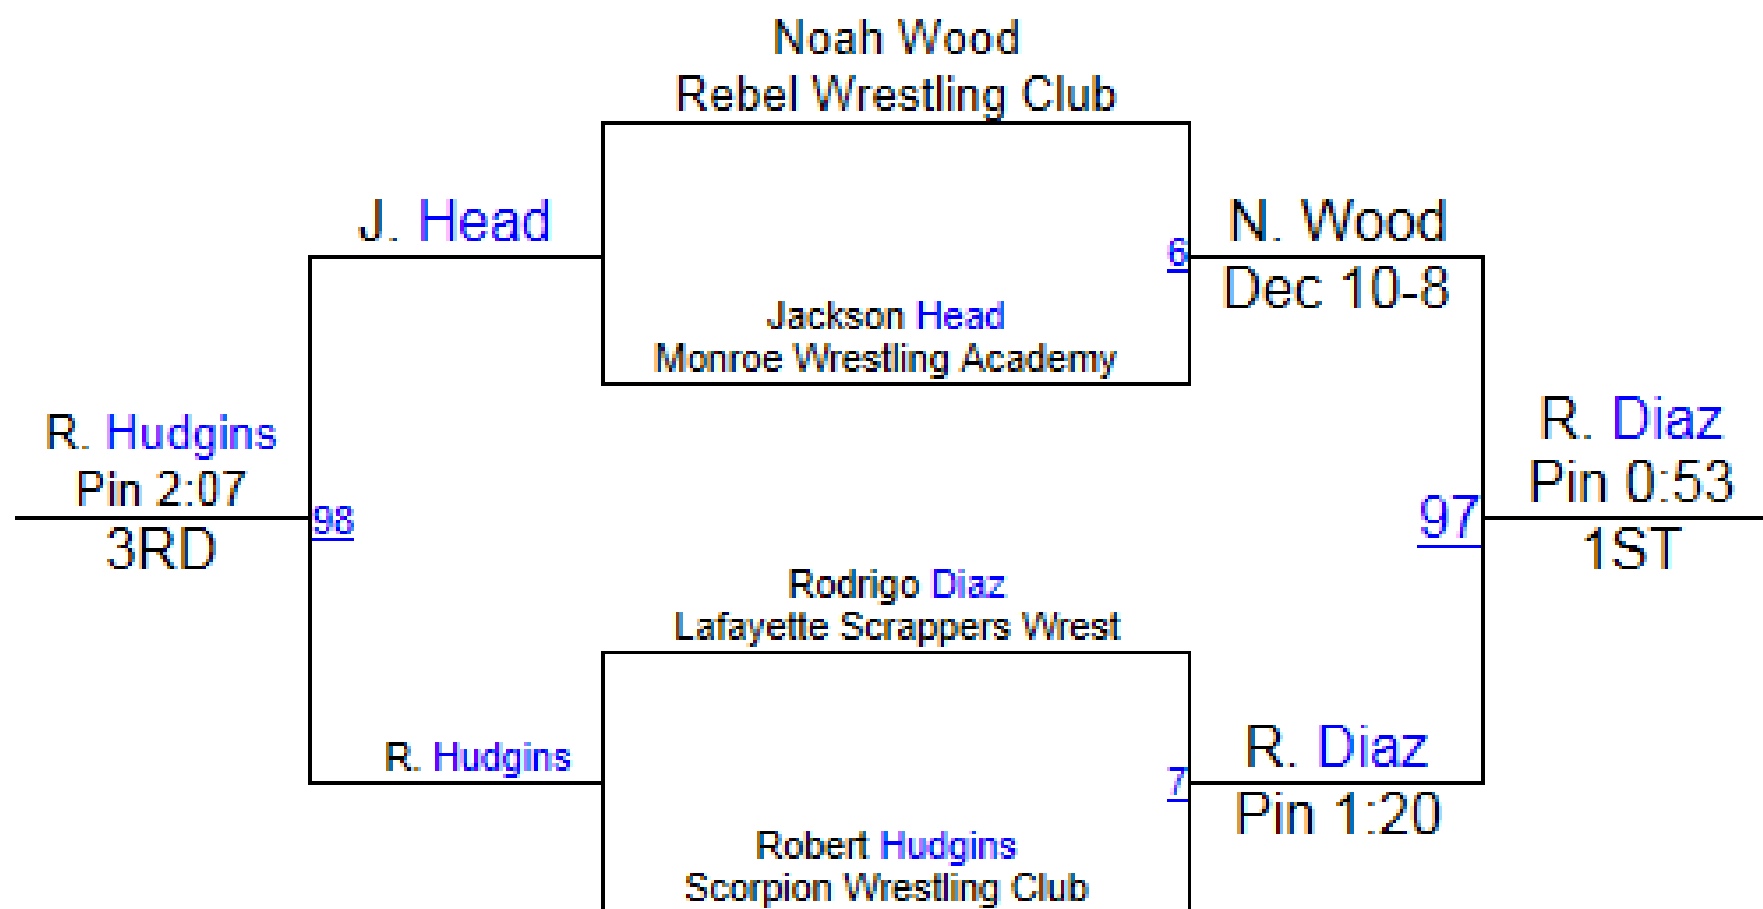 Noah Wood
Rebel Wrestling Club
J. Head
N. Wood
6
Dec 10-8
Jackson Head
Monroe Wrestling Academy
R. Hudgins
Pin 2:07
98
3RD
R. Diaz
Pin 0:53
97
1ST
Rodrigo Diaz
Lafayette Scrappers Wrest
R. Hudgins
R. Diaz
7
Pin 1:20
Robert Hudgins
Scorpion Wrestling Club